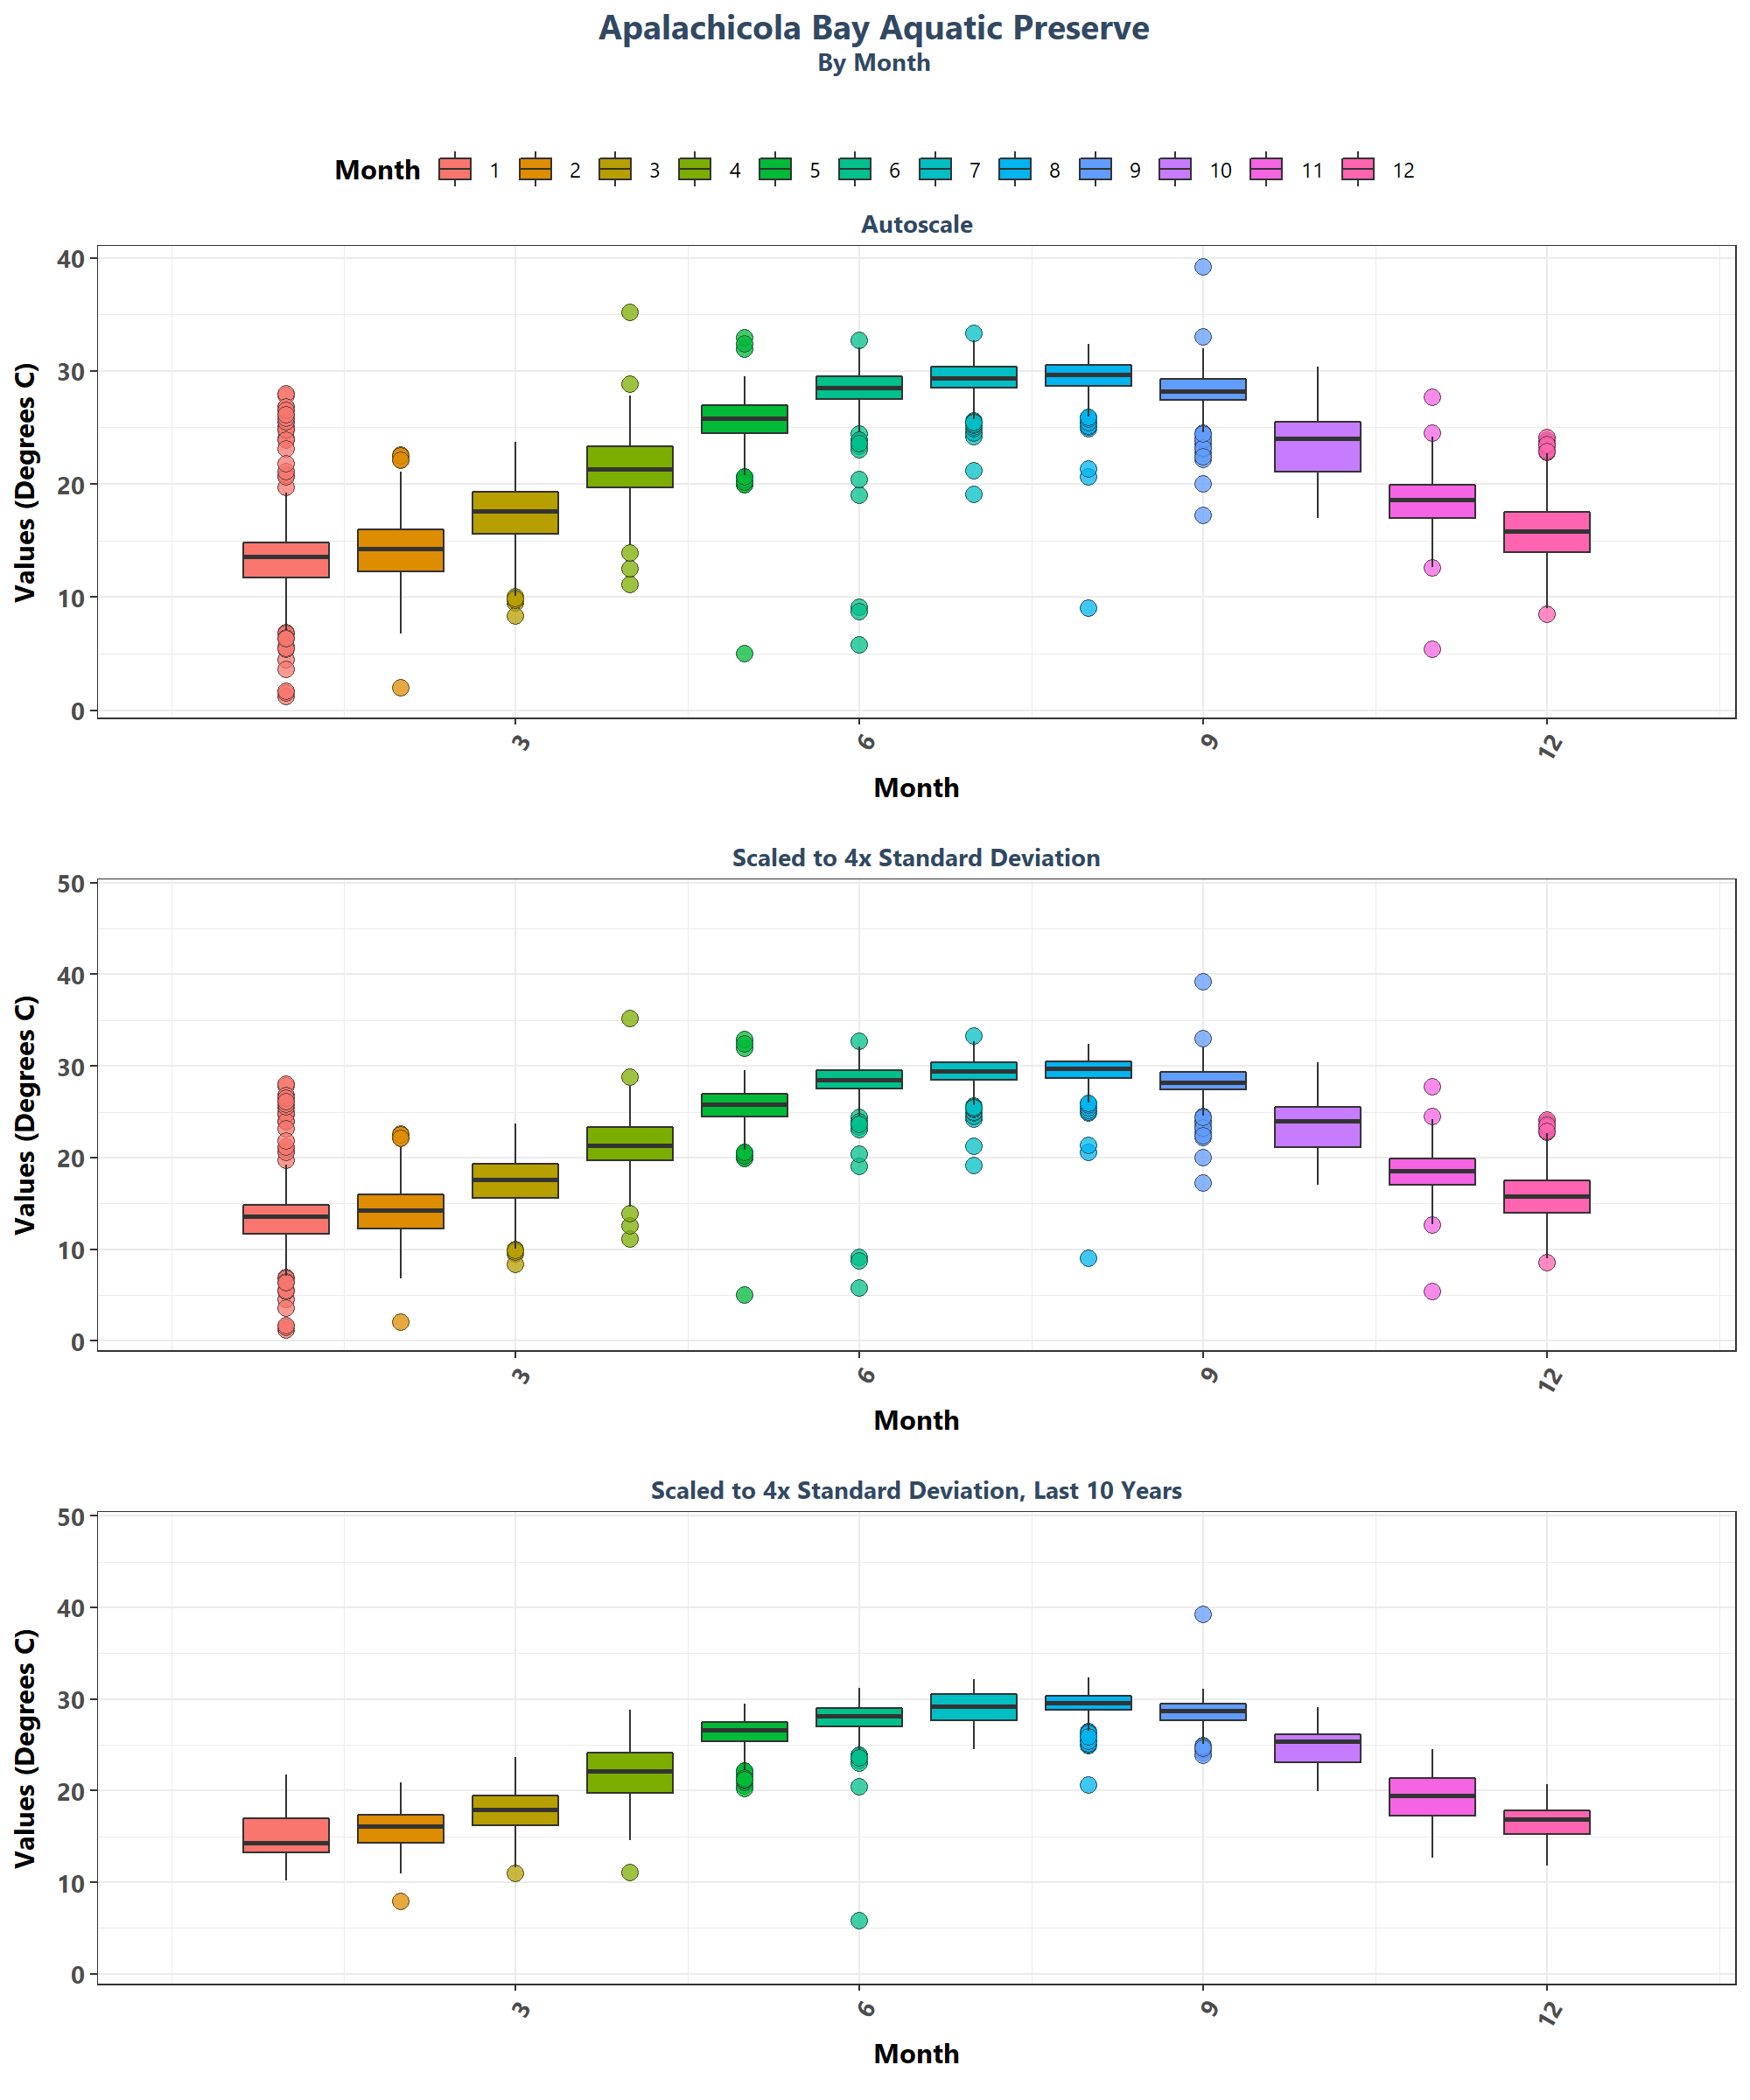 Apalachicola Bay Aquatic Preserve
By Month
Month 1 2 3 4 5 6 7 8 9 10 11 12
Autoscale
Values (Degrees C)
40
30
20
10
0
3 6 9 12
Month
Scaled to 4x Standard Deviation
Values (Degrees C)
50
40
30
20
10
0
3 6 9 12
Month
Scaled to 4x Standard Deviation, Last 10 Years
Values (Degrees C)
50
40
30
20
10
0
3 6 9 12
Month